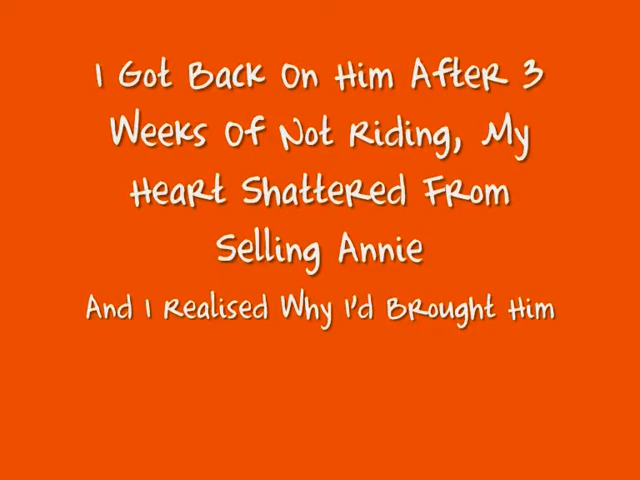 I Got Back On Him After 3
Weeks Of Not Riding, My
Heart Shattered From
Selling Annie
And I Realised Why I'd Brought Him